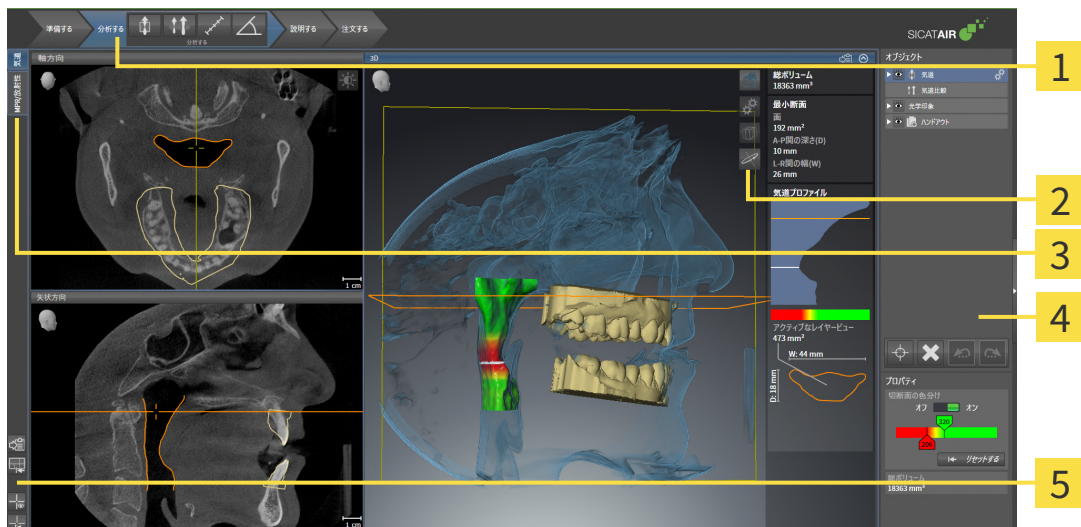 準備する
分析する
分析する
説明する
注文する
SICATAIR
気道
MPR/放射性
軸方向
1 cm
矢状方向
1 cm
3D
総ボリューム
18363 mm³
最小断面
面
192 mm²
A-P間の深さ(D)
10 mm
L-R間の幅(W)
26 mm
気道プロファイル
アクティブなレイヤービュー
473 mm²
W: 44 mm
D: 18 mm
オブジェクト
気道
気道比較
光学印象
ハンドアウト
プロパティ
切断面の色分け
オフ オン
320
200
リセットする
総ボリューム
18363 mm³
1
2
3
4
5